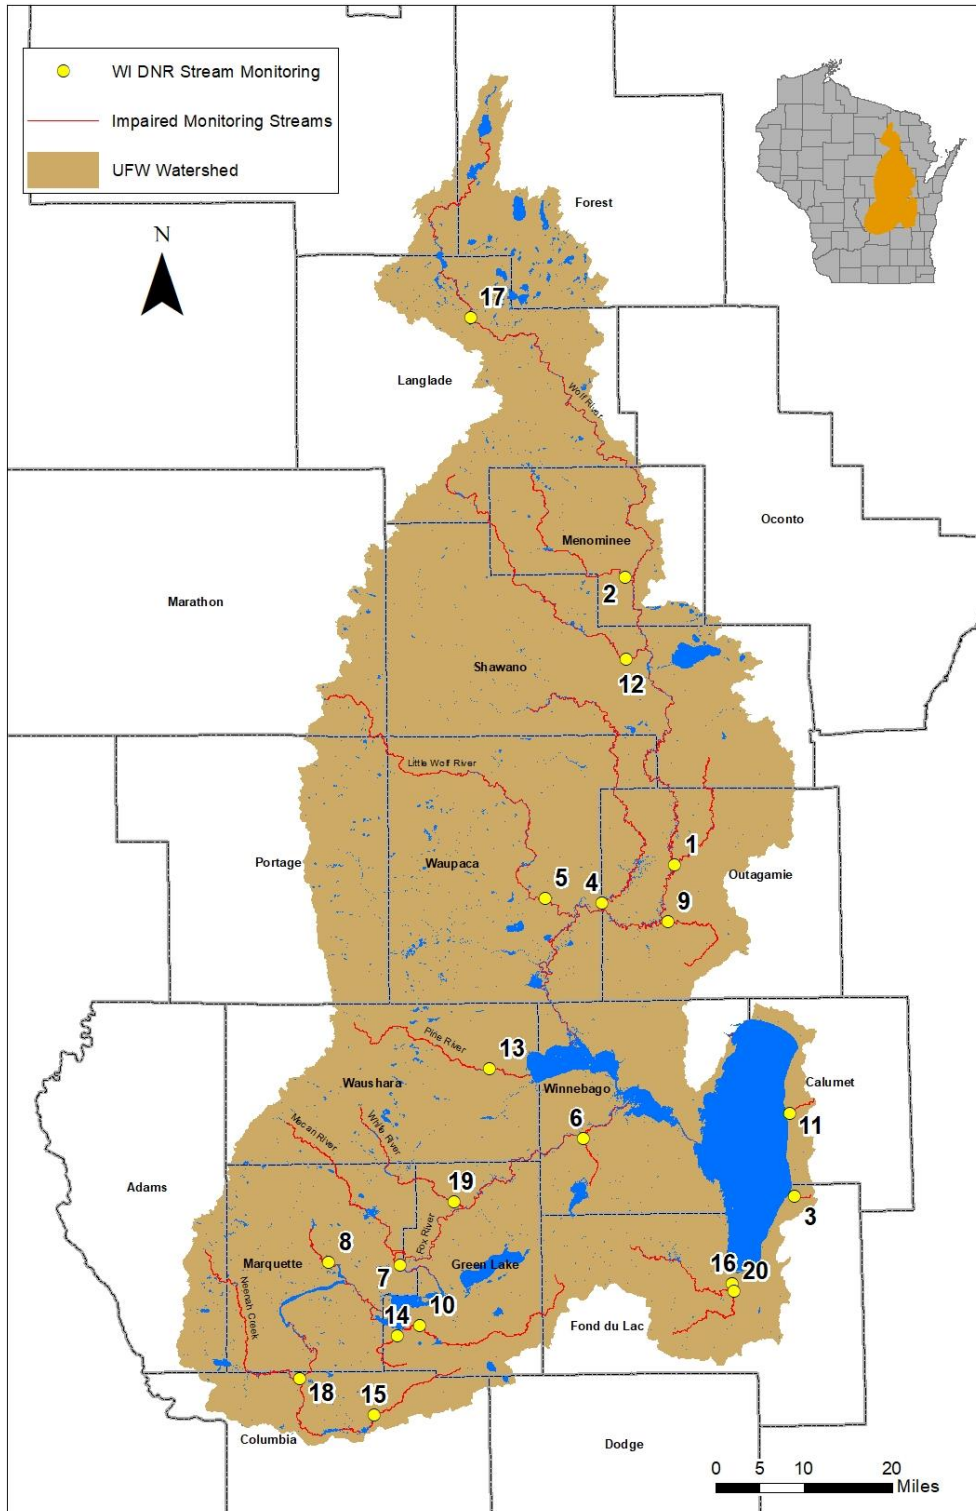 WI DNR Stream Monitoring
Impaired Monitoring Streams
UFW Watershed
N
Forest
17
Langlade
Wolf River
Oconto
Menominee
2
Marathon
Shawano
12
Little Wolf River
1
Portage
Waupaca
Outagamie
5
4
9
Pine River
13
Waushara
Winnebago
Calumet
Mecan River
White River
6
11
Adams
19
3
Fox River
8
Marquette
7
Green Lake
16
20
Neenah Creek
10
14
Fond du Lac
18
15
Columbia
Dodge
0 5 10 20
Miles